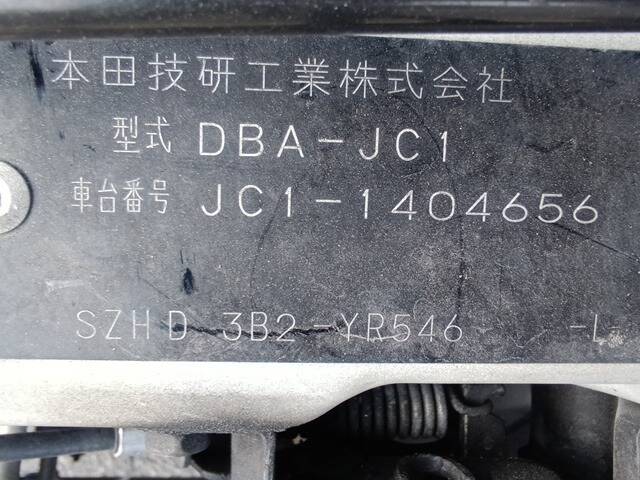 本田技研工業株式会社
型式 DBA-JC1
車台番号 JC1-1404656
SZHD 3B2-YR546 -L-